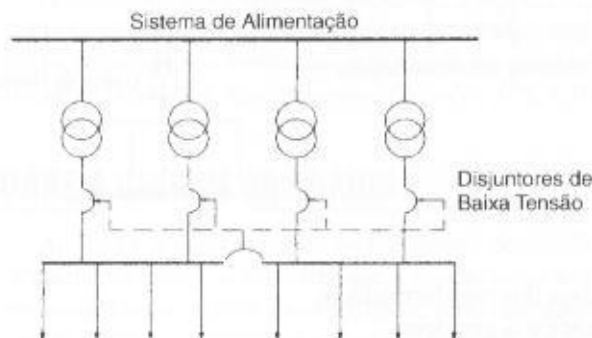 Sistema de Alimentação
Disjuntores de
Baixa Tensão